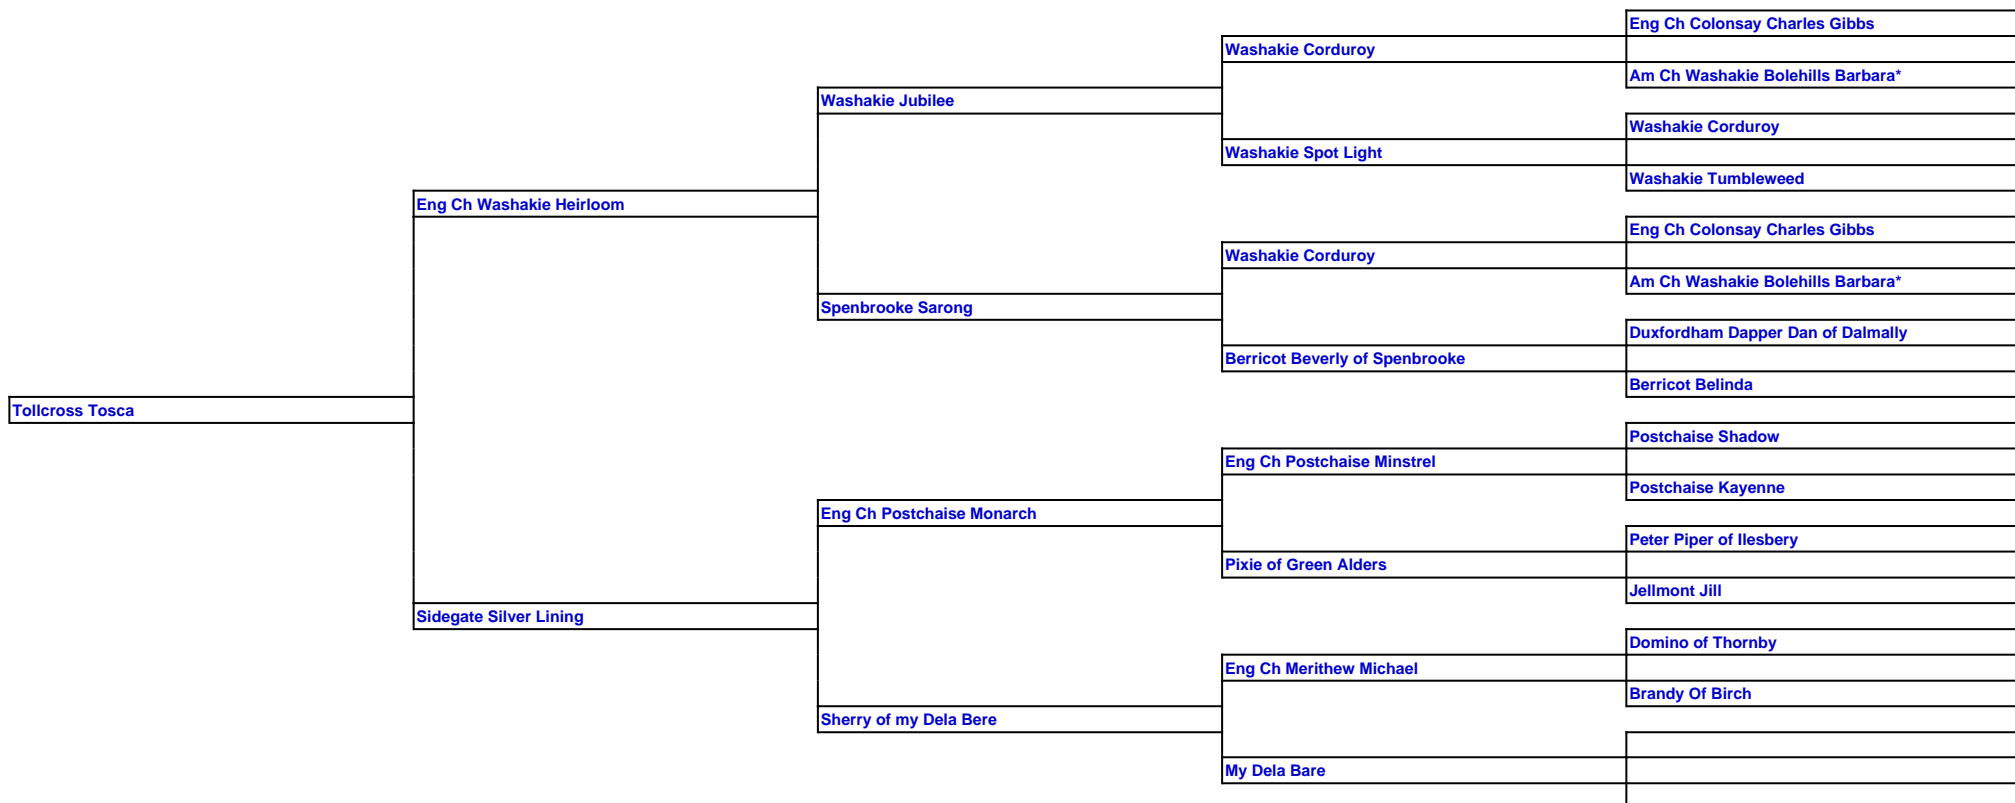 Eng Ch Colonsay Charles Gibbs
Washakie Corduroy
Am Ch Washakie Bolehills Barbara*
Washakie Jubilee
Washakie Corduroy
Washakie Spot Light
Washakie Tumbleweed
Eng Ch Washakie Heirloom
Eng Ch Colonsay Charles Gibbs
Washakie Corduroy
Am Ch Washakie Bolehills Barbara*
Spenbrooke Sarong
Duxfordham Dapper Dan of Dalmally
Berricot Beverly of Spenbrooke
Berricot Belinda
Tollcross Tosca
Postchaise Shadow
Eng Ch Postchaise Minstrel
Postchaise Kayenne
Eng Ch Postchaise Monarch
Peter Piper of Ilesbery
Pixie of Green Alders
Jellmont Jill
Sidegate Silver Lining
Domino of Thornby
Eng Ch Merithew Michael
Brandy Of Birch
Sherry of my Dela Bere
My Dela Bare